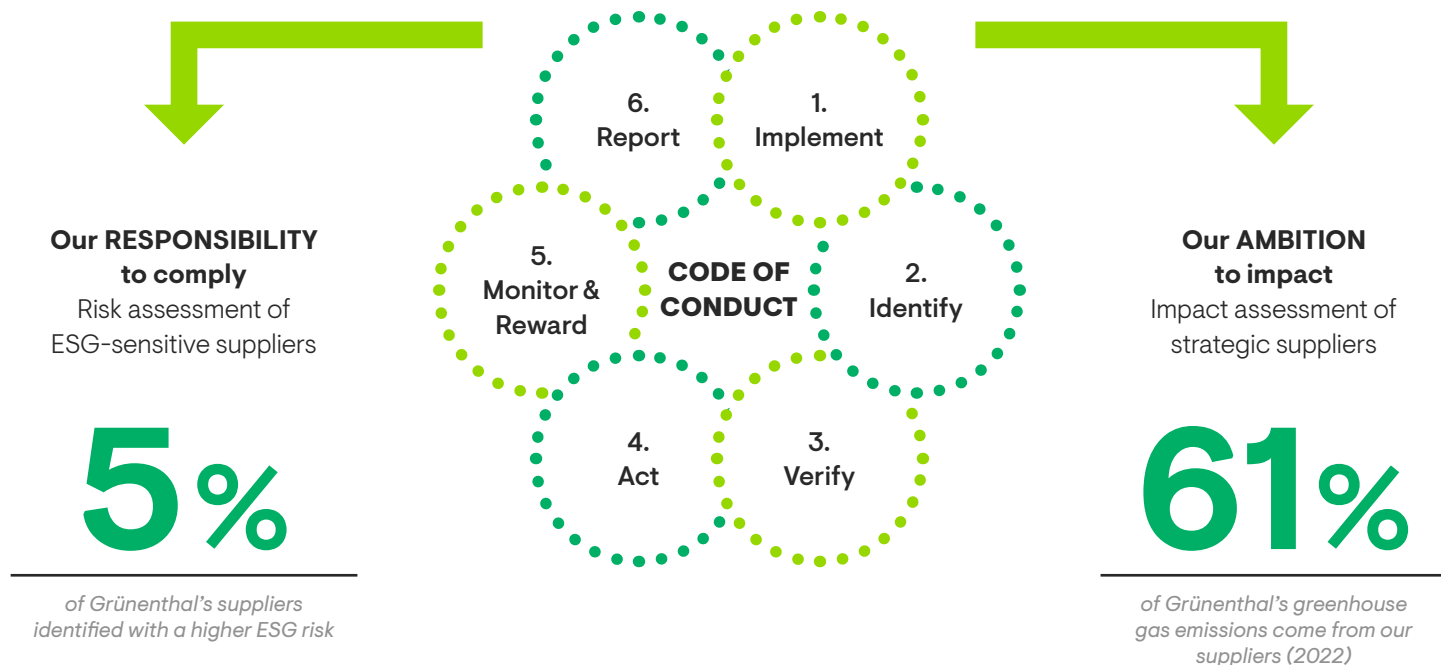 Our RESPONSIBILITY
to comply
Risk assessment of
ESG-sensitive suppliers
5%
of Grünenthal's suppliers
identified with a higher ESG risk
CODE OF
CONDUCT
1.
Implement
2.
Identify
3.
Verify
4.
Act
5.
Monitor &
Reward
6.
Report
Our AMBITION
to impact
Impact assessment of
strategic suppliers
61%
of Grünenthal's greenhouse
gas emissions come from our
suppliers (2022)